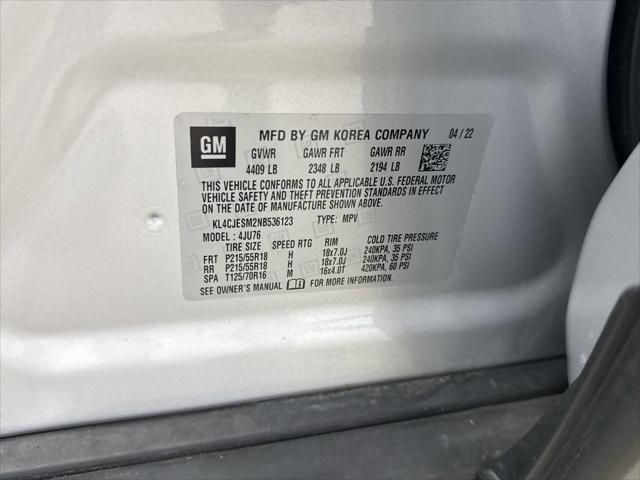 GM MFD BY GM KOREA COMPANY 04 / 22
GVWR GAWR FRT GAWR RR
4409 LB 2348 LB 2194 LB
THIS VEHICLE CONFORMS TO ALL APPLICABLE U.S. FEDERAL MOTOR
VEHICLE SAFETY AND THEFT PREVENTION STANDARDS IN EFFECT
ON THE DATE OF MANUFACTURE SHOWN ABOVE.
KL4CJESM2NB536123 TYPE: MPV
MODEL: 4JU76
TIRE SIZE SPEED RTG RIM COLD TIRE PRESSURE
FRT P215/55R18 H 18x7.0J 240KPA, 35 PSI
RR P215/55R18 H 18x7.0J 240KPA, 35 PSI
SPA T125/70R16 M 16x4.0T 420KPA, 60 PSI
SEE OWNER'S MANUAL FOR MORE INFORMATION.